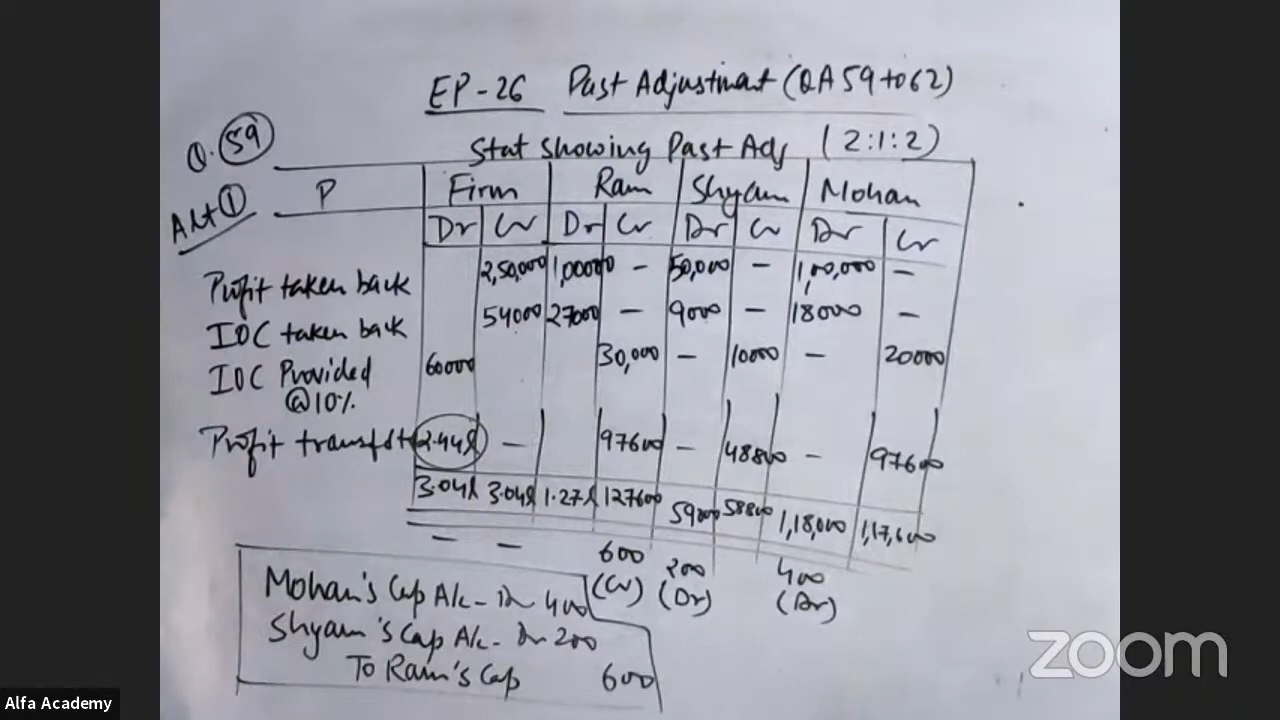 EP-26 Past Adjustment (QA 59 to 62)
Q. 59
Stat showing Past Adj (2:1:2)
Alt 1
P Firm Ram Shyam Mohan
Dr Cr Dr Cr Dr Cr Dr Cr
Profit taken back 2,50,000 1,00000 - 50,000 - 1,00,000 -
IOC taken back 54000 27000 - 9000 - 18000 -
IOC Provided @10% 60000 30,000 - 10000 - 20000
Profit transfd 2.44l - 97600 - 48800 - 97600
3.04l 3.04l 1.27l 127600 59000 58800 1,18,000 1,17,600
- - 600 (Cr) 200 (Dr) 400 (Dr)
Mohan's Cap A/c - Dr 400
Shyam's Cap A/c - Dr 200
To Ram's Cap 600
zoom
Alfa Academy